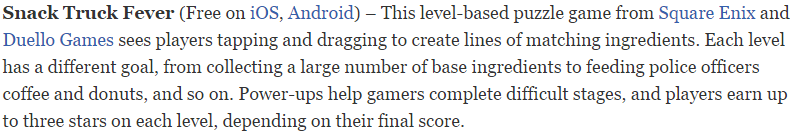 Snack Truck Fever (Free on iOS, Android) – This level-based puzzle game from Square Enix and
Duello Games sees players tapping and dragging to create lines of matching ingredients. Each level
has a different goal, from collecting a large number of base ingredients to feeding police officers
coffee and donuts, and so on. Power-ups help gamers complete difficult stages, and players earn up
to three stars on each level, depending on their final score.